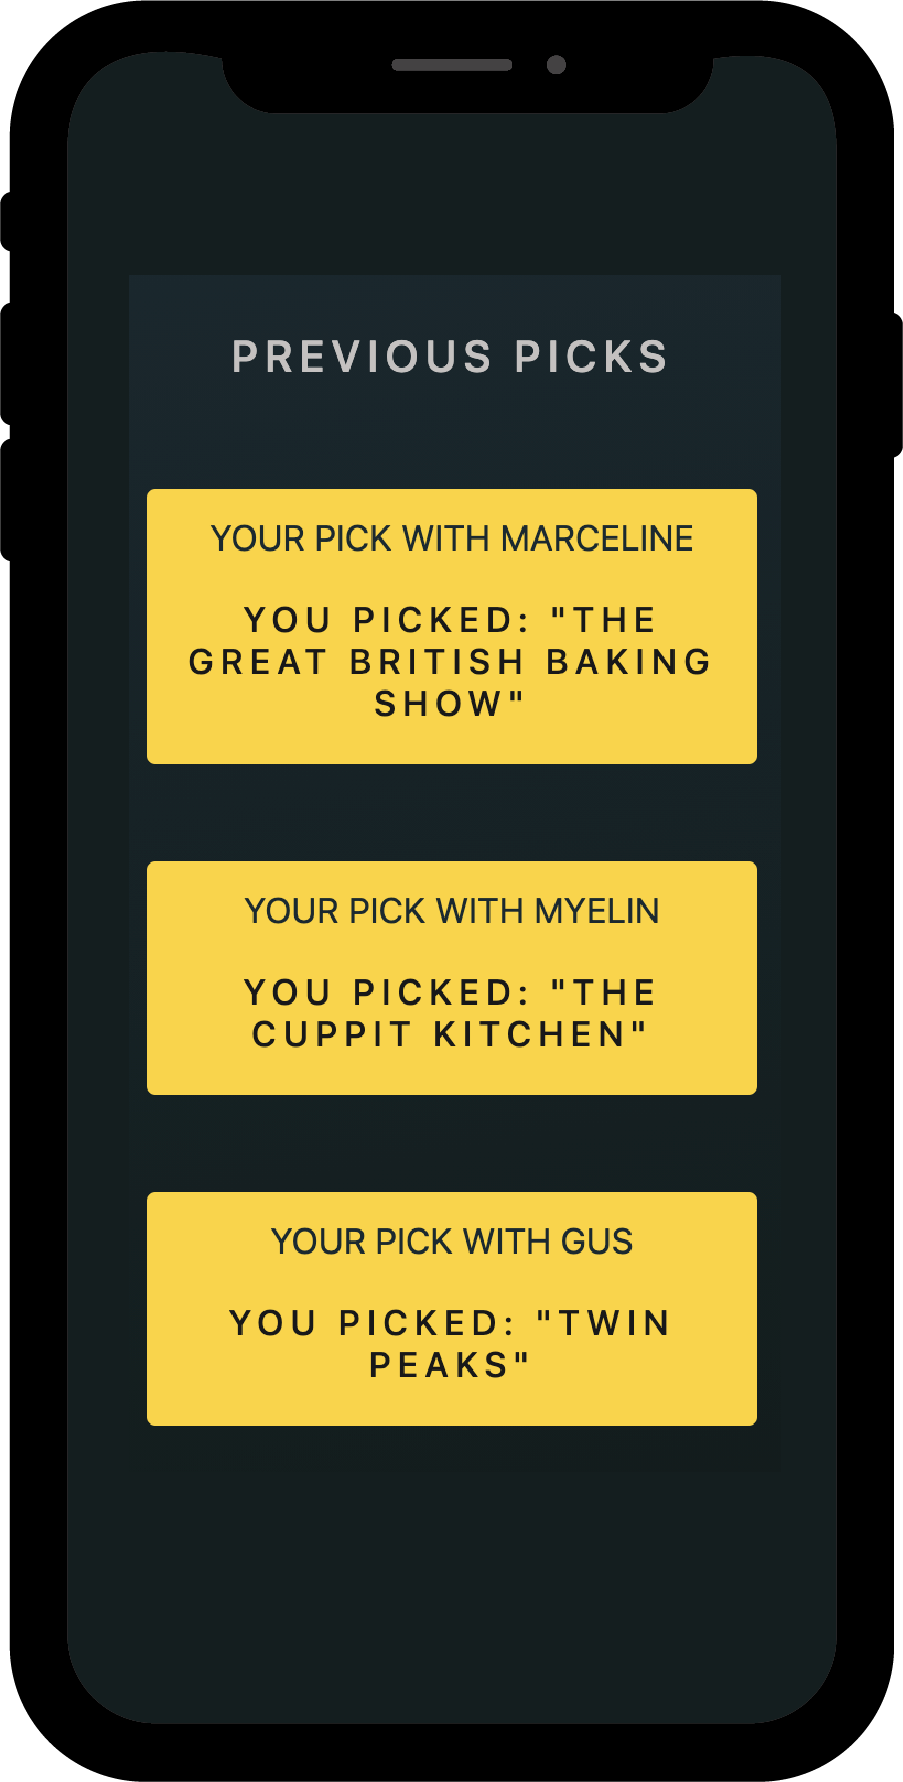 PREVIOUS PICKS
YOUR PICK WITH MARCELINE
YOU PICKED: "THE
GREAT BRITISH BAKING
SHOW"
YOUR PICK WITH MYELIN
YOU PICKED: "THE
CUPPIT KITCHEN"
YOUR PICK WITH GUS
YOU PICKED: "TWIN
PEAKS"